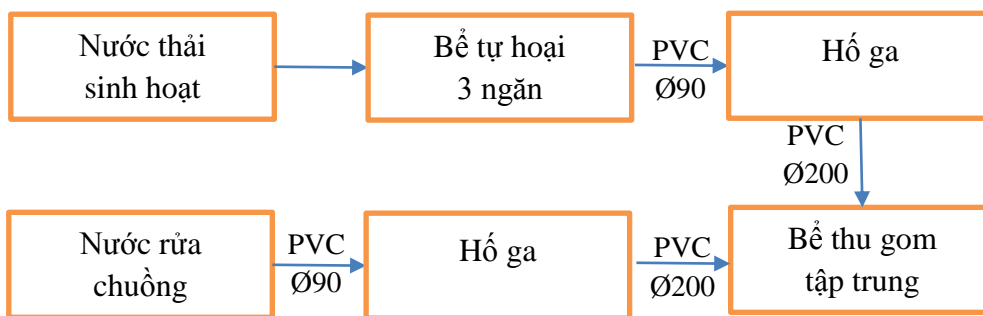 Nước thải
sinh hoạt
Bể tự hoại
3 ngăn
PVC
Ø90
Hố ga
PVC
Ø200
Nước rửa
chuồng
PVC
Ø90
Hố ga
PVC
Ø200
Bể thu gom
tập trung